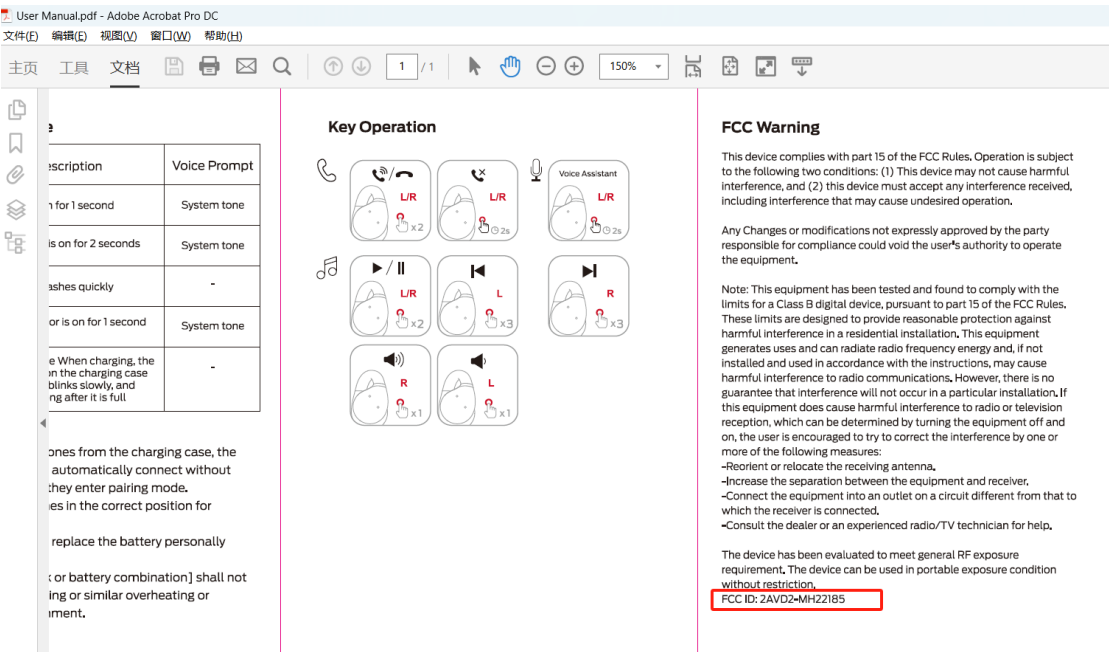 User Manual.pdf - Adobe Acrobat Pro DC
文件(F) 编辑(E) 视图(V) 窗口(W) 帮助(H)
主页 工具 文档 1 / 1 150%
Voice Prompt
for 1 second System tone
is on for 2 seconds System tone
quickly -
or is on for 1 second System tone
e When charging, the
on the charging case
blinks slowly, and
after it is full
-
from the charging case, the
automatically connect without
they enter pairing mode.
in the correct position for
replace the battery personally
or battery combination] shall not
or similar overheating or
Key Operation
/ L/R x2
L/R 2s
Voice Assistant L/R 2s
/ L/R x2
L x3
R x3
R x1
L x1
FCC Warning
This device complies with part 15 of the FCC Rules. Operation is subject
to the following two conditions: (1) This device may not cause harmful
interference, and (2) this device must accept any interference received,
including interference that may cause undesired operation.
Any Changes or modifications not expressly approved by the party
responsible for compliance could void the user's authority to operate
the equipment.
Note: This equipment has been tested and found to comply with the
limits for a Class B digital device, pursuant to part 15 of the FCC Rules.
These limits are designed to provide reasonable protection against
harmful interference in a residential installation. This equipment
generates uses and can radiate radio frequency energy and, if not
installed and used in accordance with the instructions, may cause
harmful interference to radio communications. However, there is no
guarantee that interference will not occur in a particular installation. If
this equipment does cause harmful interference to radio or television
reception, which can be determined by turning the equipment off and
on, the user is encouraged to try to correct the interference by one or
more of the following measures:
-Reorient or relocate the receiving antenna.
-Increase the separation between the equipment and receiver.
-Connect the equipment into an outlet on a circuit different from that to
which the receiver is connected.
-Consult the dealer or an experienced radio/TV technician for help.
The device has been evaluated to meet general RF exposure
requirement. The device can be used in portable exposure condition
without restriction.
FCC ID: 2AVD2-MH22185